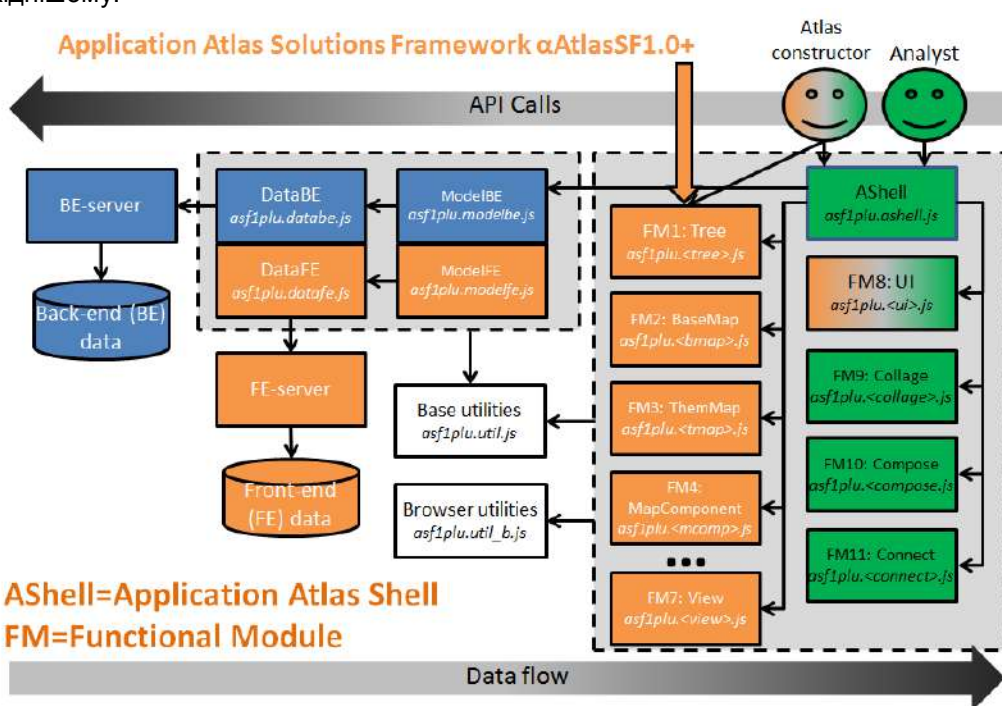 Application Atlas Solutions Framework αAtlasSF1.0+
Atlas
constructor
Analyst
API Calls
BE-server
DataBE
asf1plu.databe.js
ModelBE
asf1plu.modelbe.js
AShell
asf1plu.ashell.js
DataFE
asf1plu.datafe.js
ModelFE
asf1plu.modelfe.js
FM1: Tree
asf1plu.<tree>.js
FM8: UI
asf1plu.<ui>.js
Back-end (BE)
data
FM2: BaseMap
asf1plu.<bmap>.js
FE-server
Base utilities
asf1plu.util.js
FM3: ThemMap
asf1plu.<tmap>.js
FM9: Collage
asf1plu.<collage>.js
Front-end
(FE) data
Browser utilities
asf1plu.util_b.js
FM4:
MapComponent
asf1plu.<mcomp>.js
FM10: Compose
asf1plu.<compose.js
...
FM11: Connect
asf1plu.<connect>.js
FM7: View
asf1plu.<view>.js
AShell=Application Atlas Shell
FM=Functional Module
Data flow